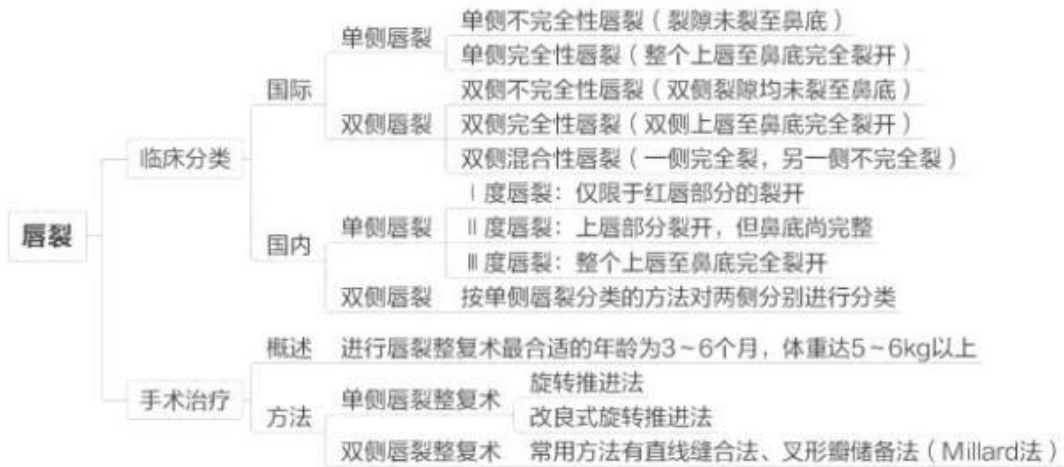 唇裂
临床分类
国际
单侧唇裂
单侧不完全性唇裂（裂隙未裂至鼻底）
单侧完全性唇裂（整个上唇至鼻底完全裂开）
双侧唇裂
双侧不完全性唇裂（双侧裂隙均未裂至鼻底）
双侧完全性唇裂（双侧上唇至鼻底完全裂开）
双侧混合性唇裂（一侧完全裂，另一侧不完全裂）
国内
单侧唇裂
Ⅰ度唇裂：仅限于红唇部分的裂开
Ⅱ度唇裂：上唇部分裂开，但鼻底尚完整
Ⅲ度唇裂：整个上唇至鼻底完全裂开
双侧唇裂
按单侧唇裂分类的方法对两侧分别进行分类
手术治疗
概述
进行唇裂整复术最合适的年龄为3~6个月，体重达5~6kg以上
方法
单侧唇裂整复术
旋转推进法
改良式旋转推进法
双侧唇裂整复术
常用方法有直线缝合法、叉形瓣储备法（Millard法）